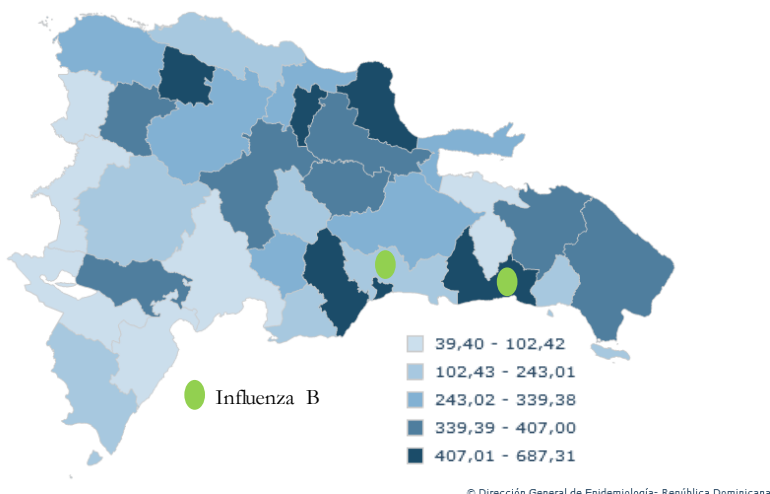 39,40 - 102,42
102,43 - 243,01
243,02 - 339,38
339,39 - 407,00
407,01 - 687,31
Influenza B
© Dirección General de Epidemiología- República Dominicana